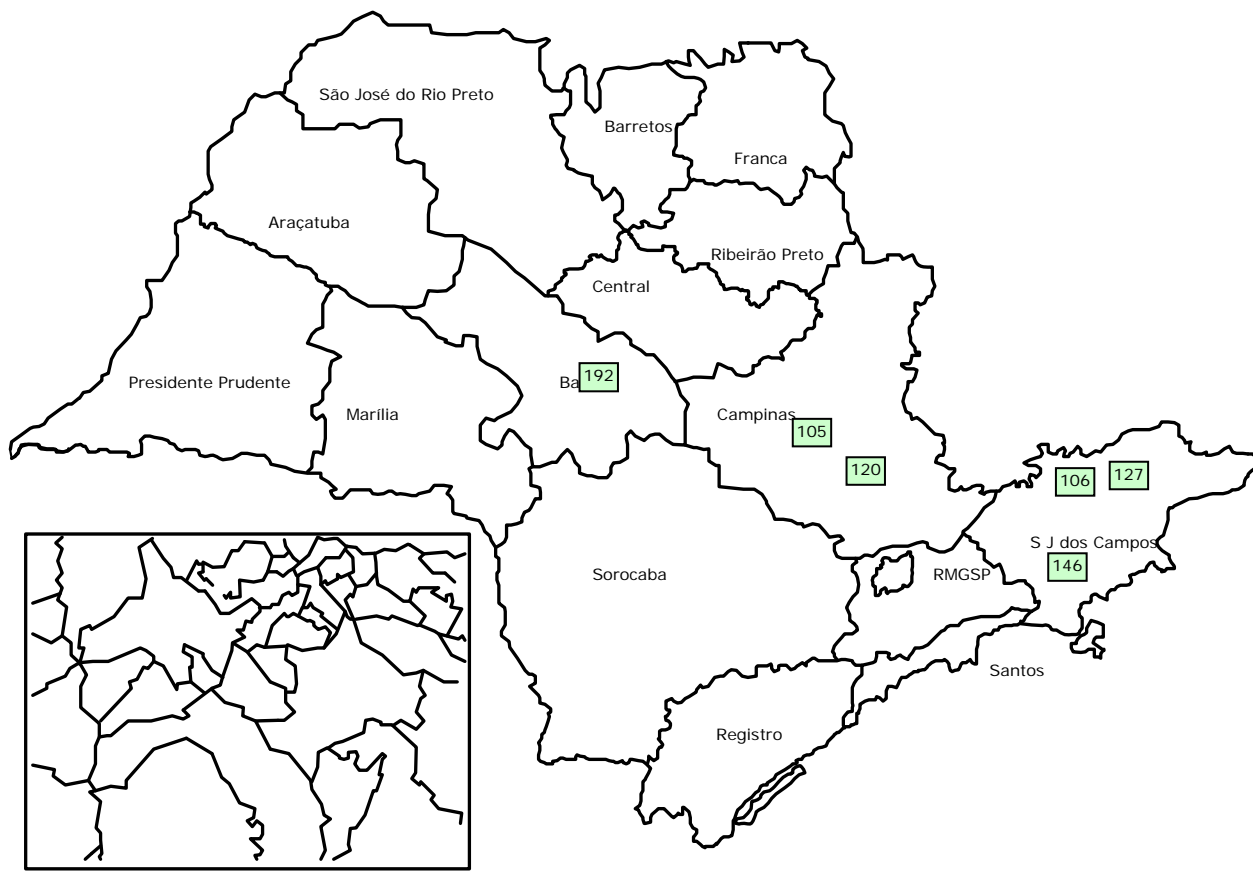 São José do Rio Preto
Barretos
Franca
Araçatuba
Ribeirão Preto
Central
Ba
192
Presidente Prudente
Marília
Campinas
105
120
106
127
S J dos Campos
146
Sorocaba
RMGSP
Santos
Registro